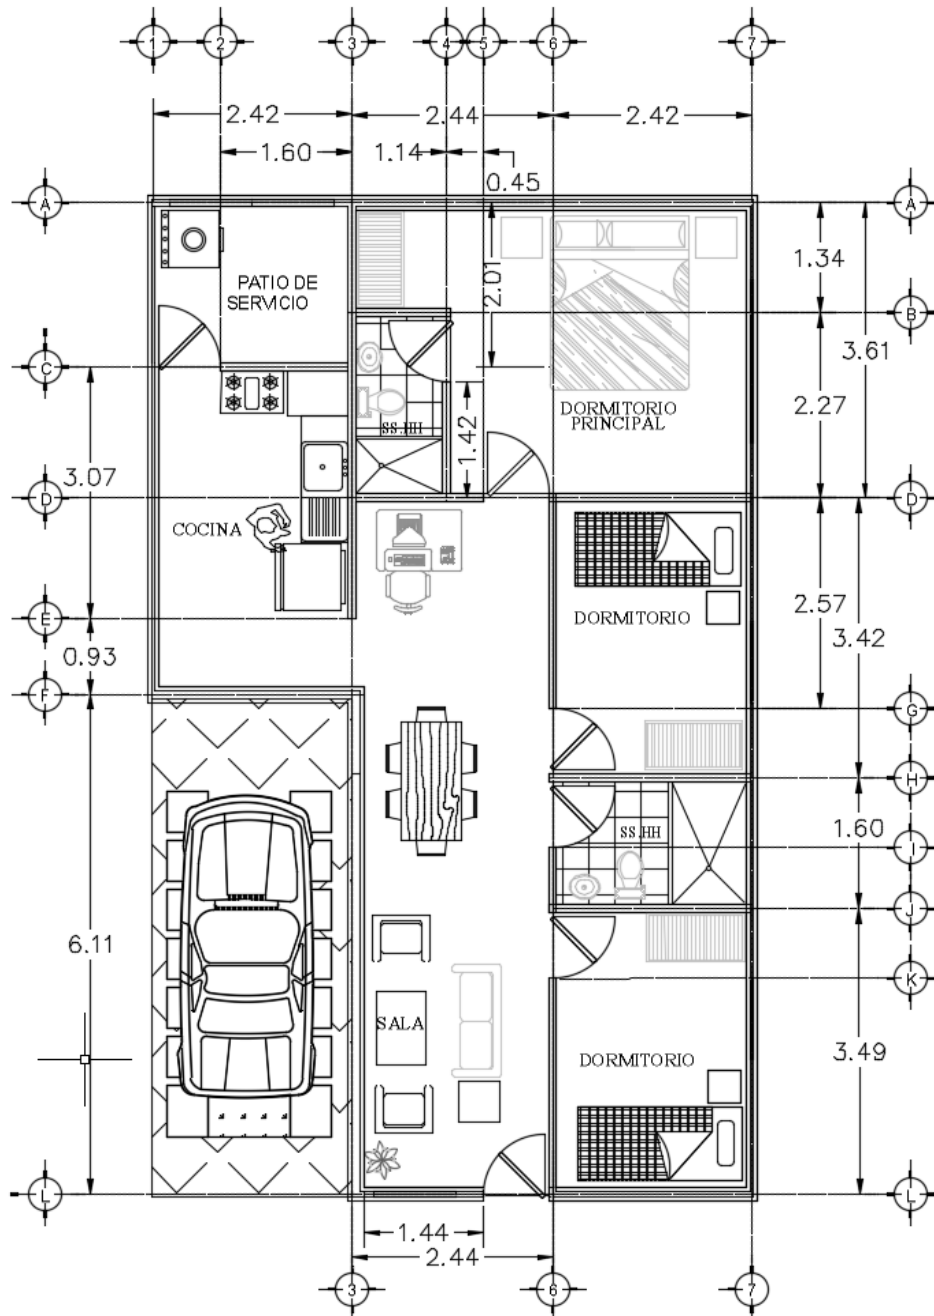 1 2 3 4 5 6 7
2.42 2.44 2.42
1.60 1.14
0.45
A A
2.01 1.34
PATIO DE
SERVICIO
B
3.61
C
2.27
DORMITORIO
PRINCIPAL
SS.HH
1.42
3.07
D D
COCINA
2.57
DORMITORIO
E
3.42
0.93
F
G
H
1.60
SS.HH
I
J
6.11
K
SALA
3.49
DORMITORIO
L L
1.44
2.44
3 6 7